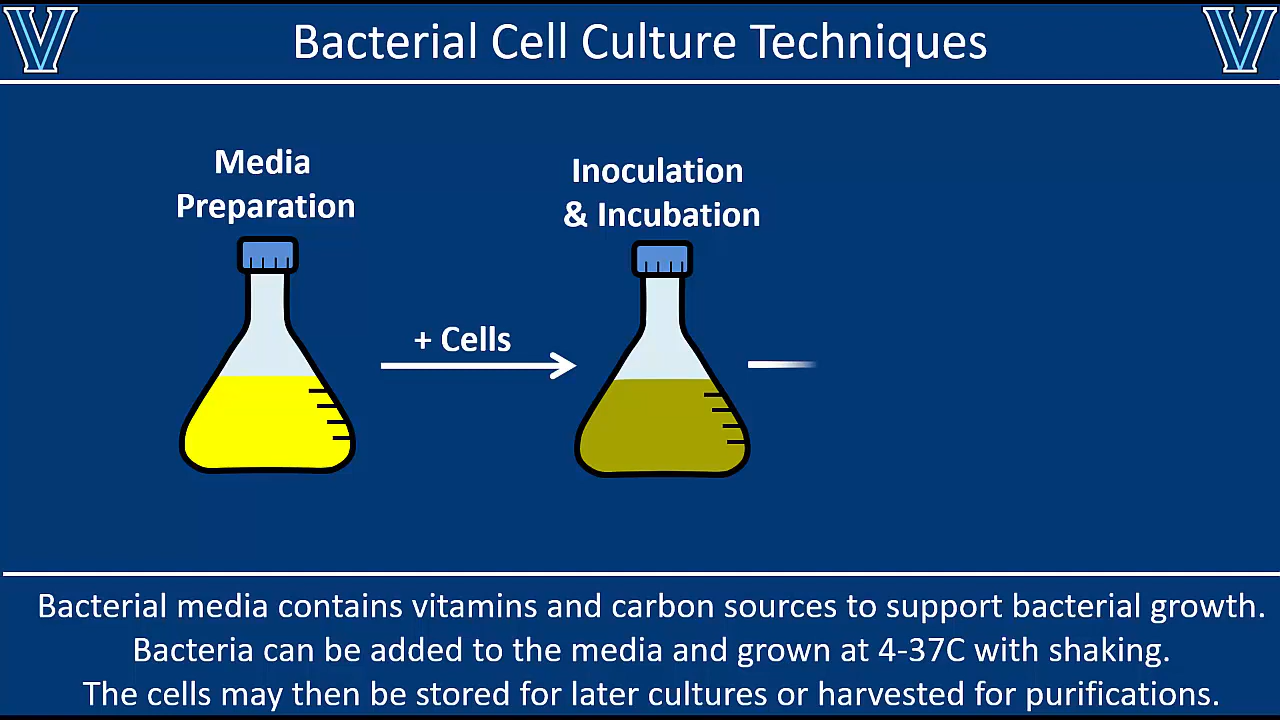 V
V
Bacterial Cell Culture Techniques
Media
Preparation
Inoculation
& Incubation
+ Cells
Bacterial media contains vitamins and carbon sources to support bacterial growth.
Bacteria can be added to the media and grown at 4-37C with shaking.
The cells may then be stored for later cultures or harvested for purifications.